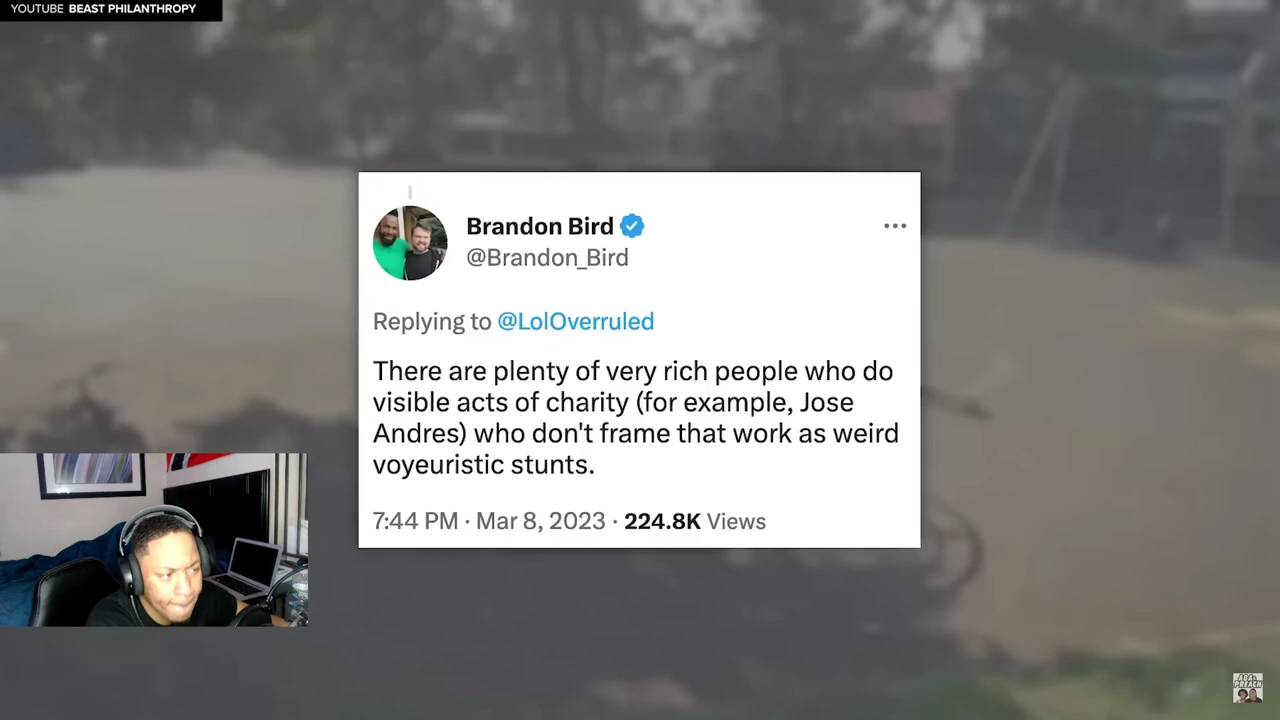 YOUTUBE BEAST PHILANTHROPY
Brandon Bird
@Brandon_Bird
Replying to @LolOverruled
There are plenty of very rich people who do
visible acts of charity (for example, Jose
Andres) who don't frame that work as weird
voyeuristic stunts.
7:44 PM · Mar 8, 2023 · 224.8K Views
PREACH